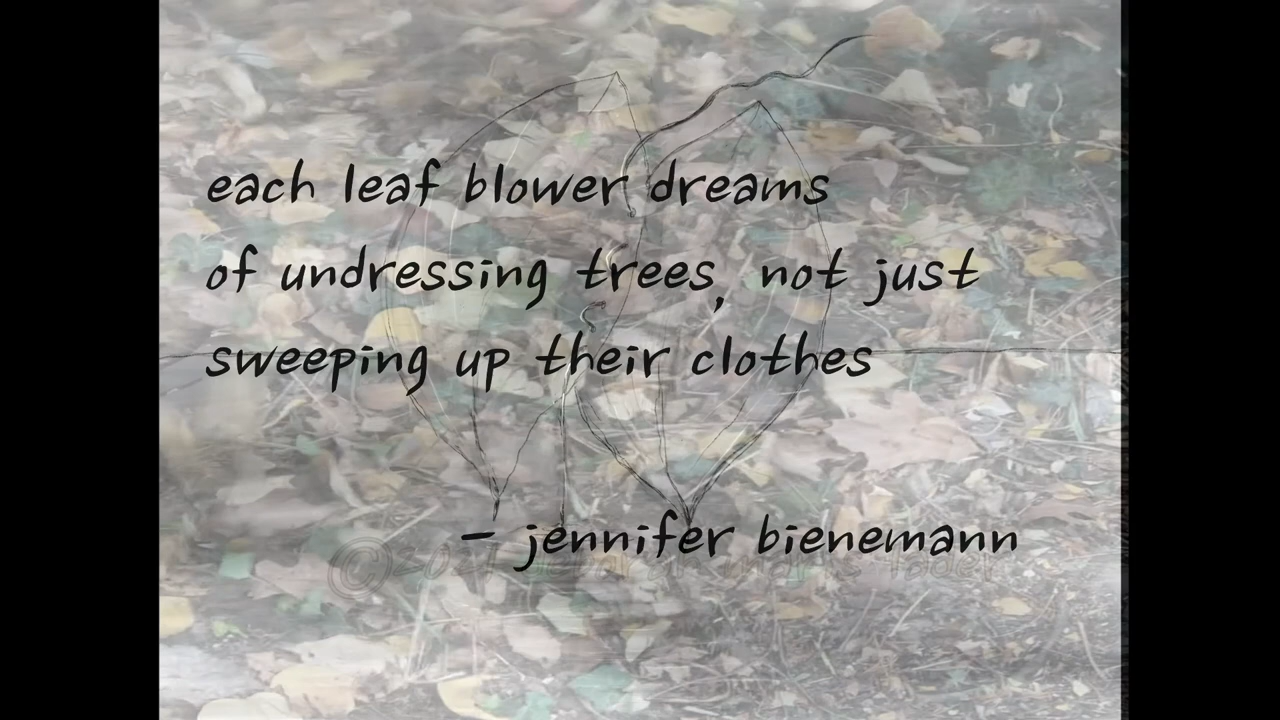 each leaf blower dreams
of undressing trees, not just
sweeping up their clothes
– jennifer bienemann